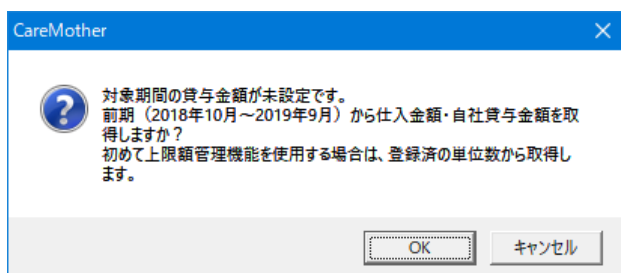 CareMother
対象期間の貸与金額が未設定です。
前期（2018年10月～2019年9月）から仕入金額・自社貸与金額を取
得しますか？
初めて上限額管理機能を使用する場合は、登録済の単位数から取得し
ます。
OK
キャンセル